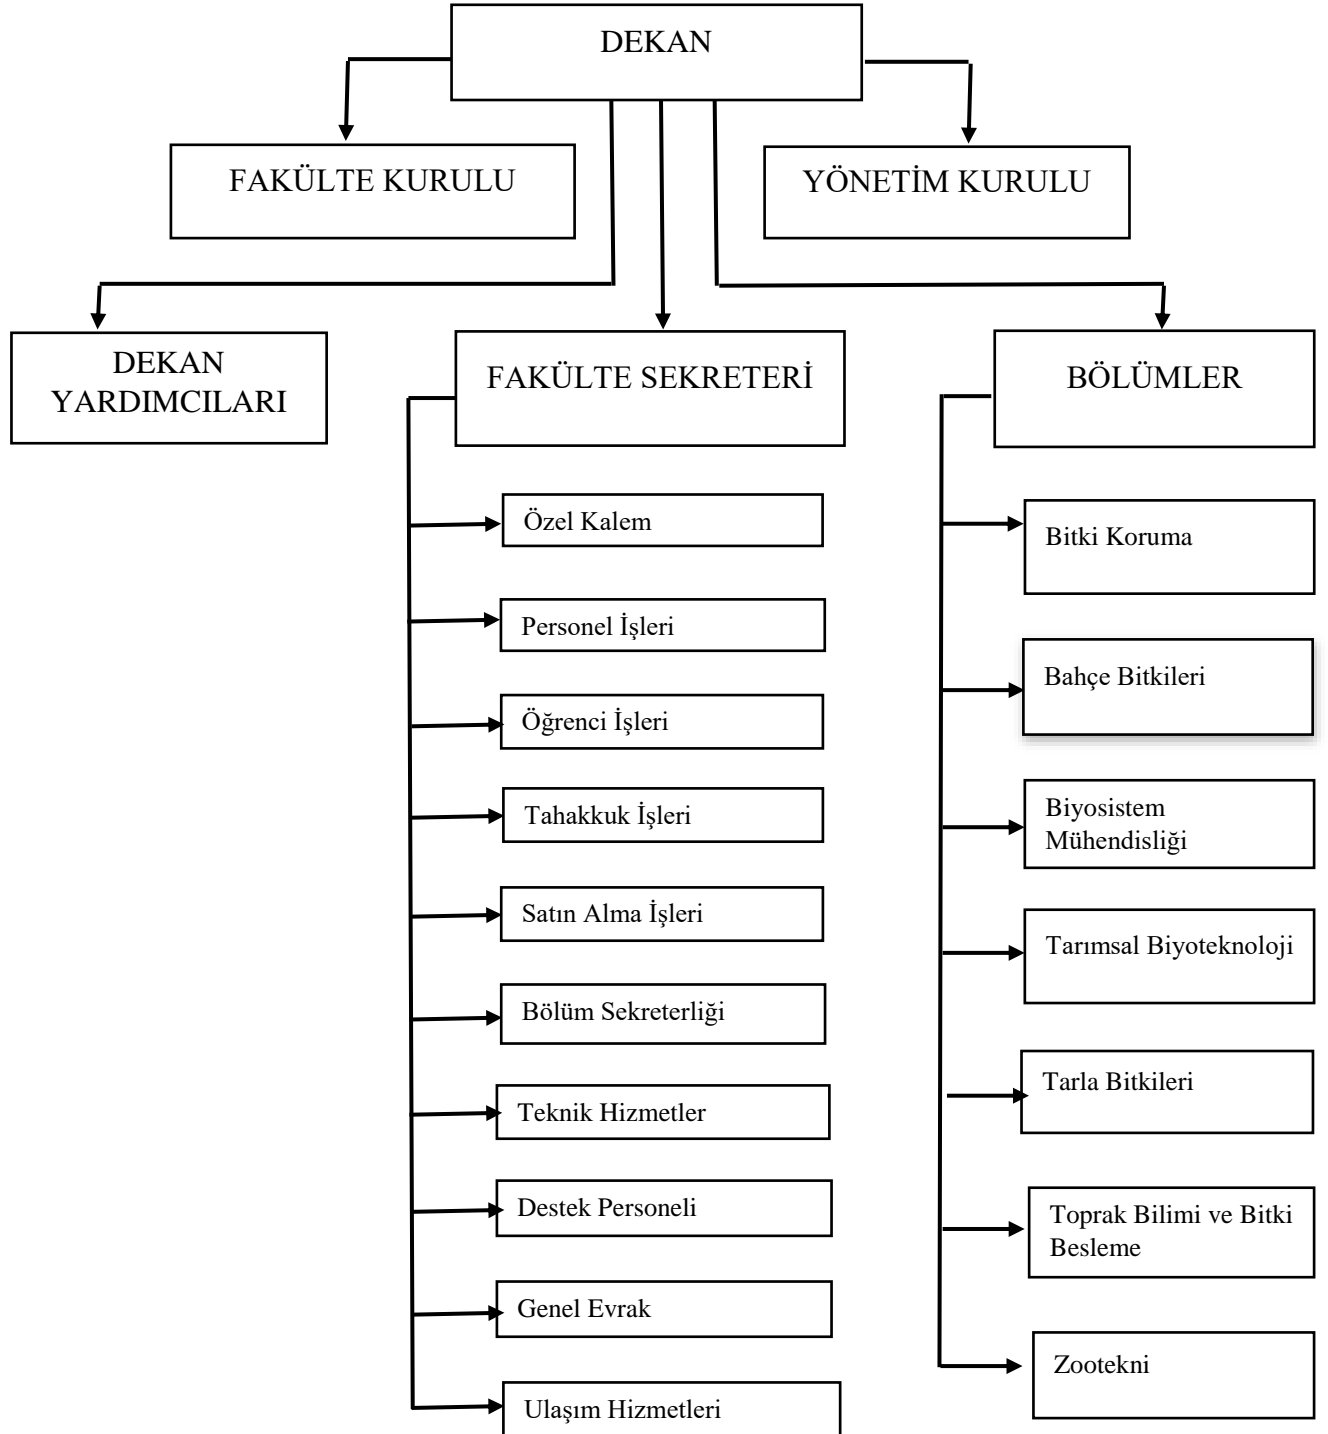 DEKAN
FAKÜLTE KURULU
YÖNETİM KURULU
DEKAN
YARDIMCILARI
FAKÜLTE SEKRETERİ
BÖLÜMLER
Özel Kalem
Personel İşleri
Öğrenci İşleri
Tahakkuk İşleri
Satın Alma İşleri
Bölüm Sekreterliği
Teknik Hizmetler
Destek Personeli
Genel Evrak
Ulaşım Hizmetleri
Bitki Koruma
Bahçe Bitkileri
Biyosistem
Mühendisliği
Tarımsal Biyoteknoloji
Tarla Bitkileri
Toprak Bilimi ve Bitki
Besleme
Zootekni